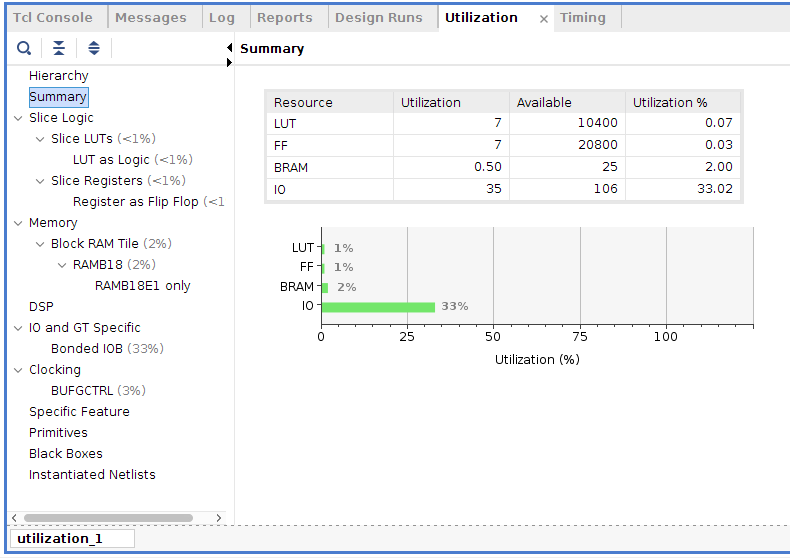 Tcl Console Messages Log Reports Design Runs Utilization × Timing
Summary
Hierarchy
Summary
Slice Logic
Slice LUTs (<1%)
LUT as Logic (<1%)
Slice Registers (<1%)
Register as Flip Flop (<1
Memory
Block RAM Tile (2%)
RAMB18 (2%)
RAMB18E1 only
DSP
IO and GT Specific
Bonded IOB (33%)
Clocking
BUFGCTRL (3%)
Specific Feature
Primitives
Black Boxes
Instantiated Netlists
Resource Utilization Available Utilization %
LUT 7 10400 0.07
FF 7 20800 0.03
BRAM 0.50 25 2.00
IO 35 106 33.02
LUT 1%
FF 1%
BRAM 2%
IO 33%
0 25 50 75 100
Utilization (%)
utilization_1